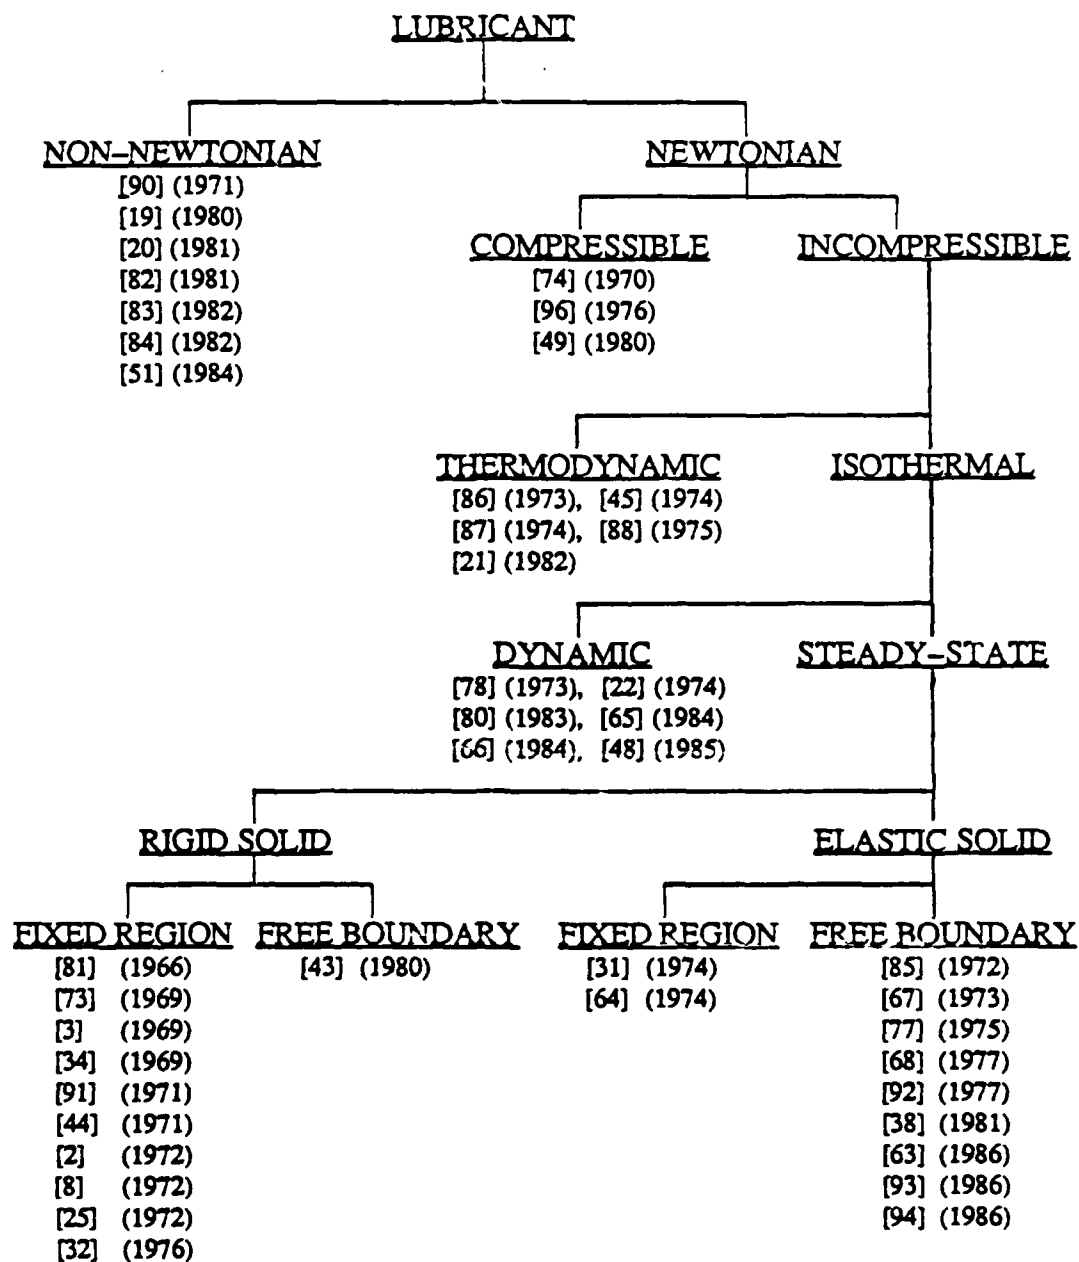 LUBRICANT
NON-NEWTONIAN
[90] (1971)
[19] (1980)
[20] (1981)
[82] (1981)
[83] (1982)
[84] (1982)
[51] (1984)
NEWTONIAN
COMPRESSIBLE
[74] (1970)
[96] (1976)
[49] (1980)
INCOMPRESSIBLE
THERMODYNAMIC
[86] (1973), [45] (1974)
[87] (1974), [88] (1975)
[21] (1982)
ISOTHERMAL
DYNAMIC
[78] (1973), [22] (1974)
[80] (1983), [65] (1984)
[66] (1984), [48] (1985)
STEADY-STATE
RIGID SOLID
ELASTIC SOLID
FIXED REGION
[81] (1966)
[73] (1969)
[3] (1969)
[34] (1969)
[91] (1971)
[44] (1971)
[2] (1972)
[8] (1972)
[25] (1972)
[32] (1976)
FREE BOUNDARY
[43] (1980)
FIXED REGION
[31] (1974)
[64] (1974)
FREE BOUNDARY
[85] (1972)
[67] (1973)
[77] (1975)
[68] (1977)
[92] (1977)
[38] (1981)
[63] (1986)
[93] (1986)
[94] (1986)